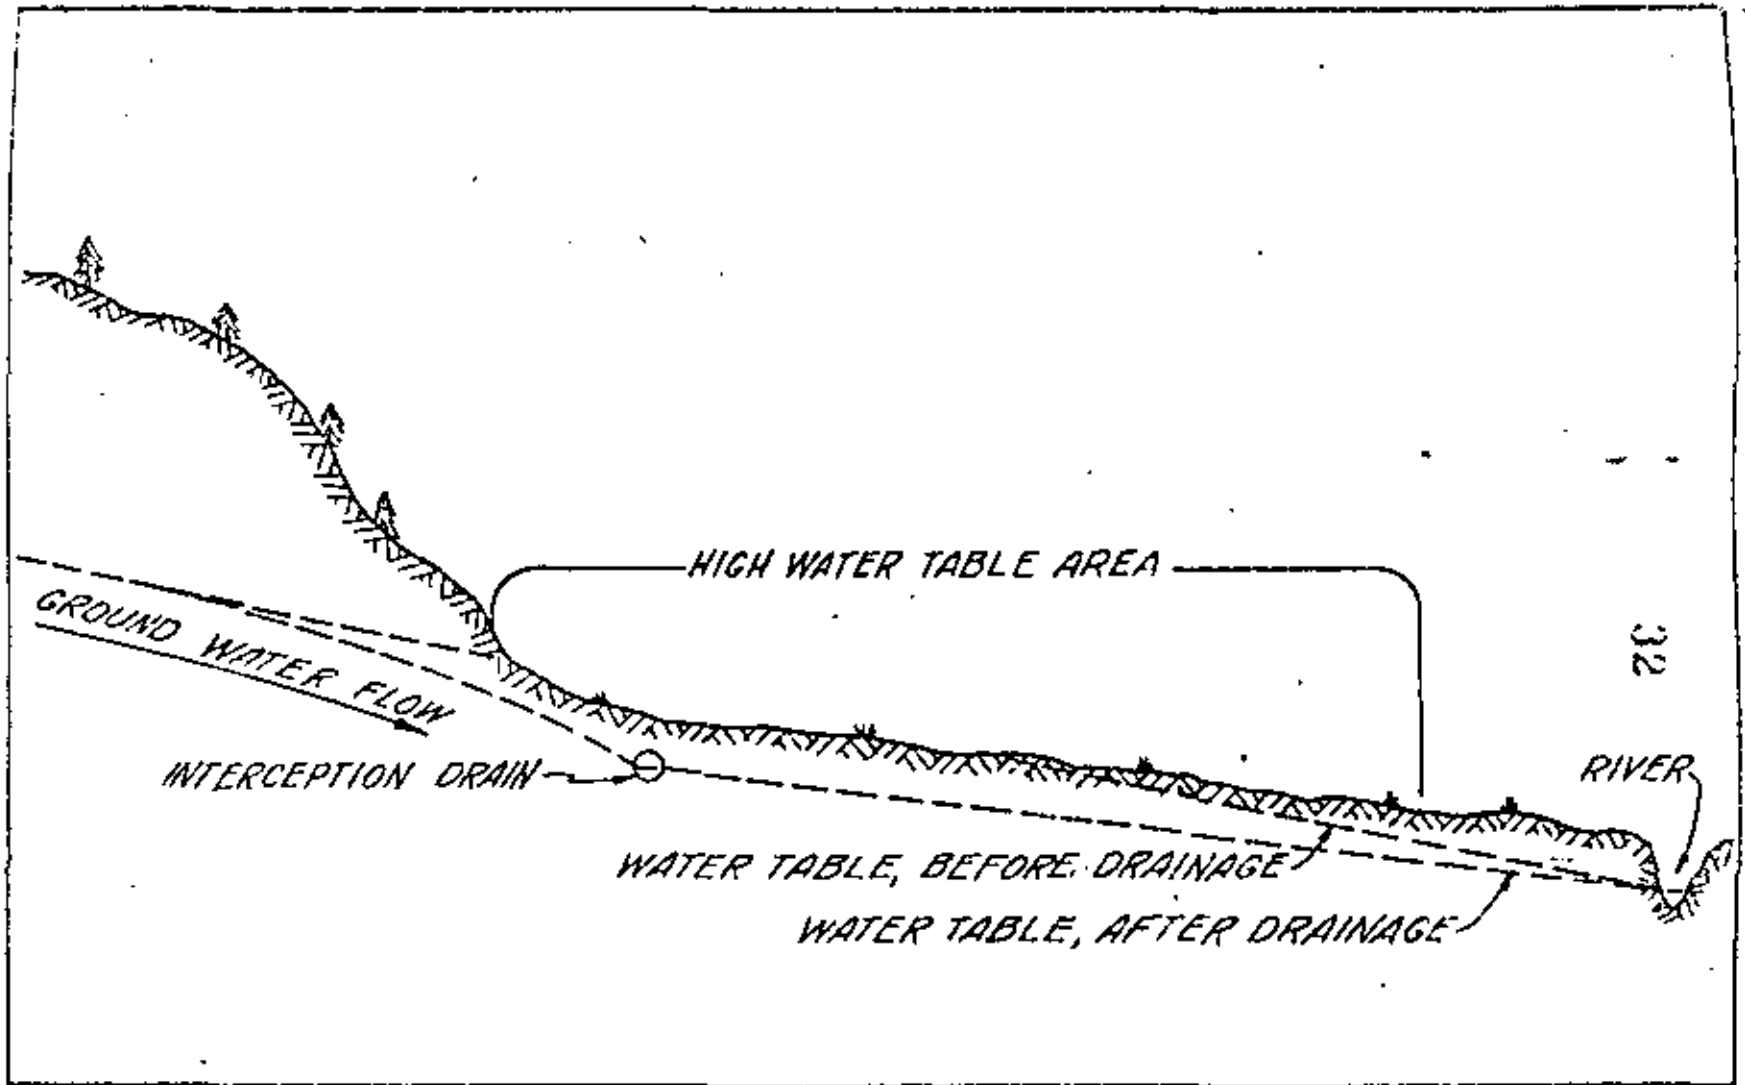 HIGH WATER TABLE AREA
GROUND WATER FLOW
32
INTERCEPTION DRAIN
RIVER
WATER TABLE, BEFORE DRAINAGE
WATER TABLE, AFTER DRAINAGE